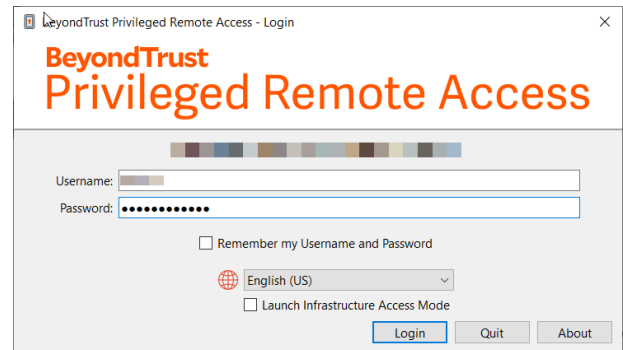 BeyondTrust Privileged Remote Access - Login
BeyondTrust
Privileged Remote Access
Username:
Password: ●●●●●●●●●●●●
Remember my Username and Password
English (US)
Launch Infrastructure Access Mode
Login Quit About